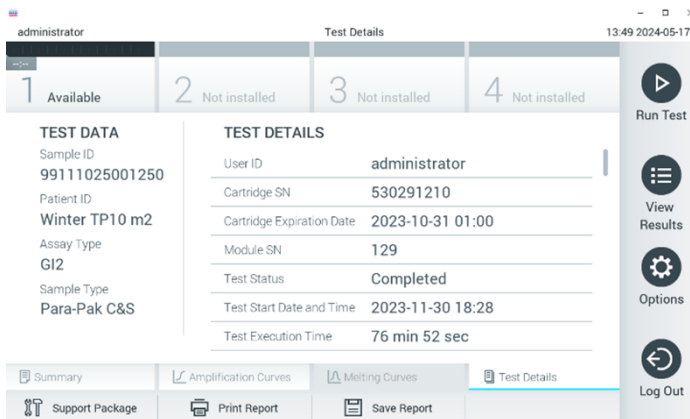 administrator
Test Details
13:49 2024-05-17
--:--
1 Available
2 Not installed
3 Not installed
4 Not installed
TEST DATA
Sample ID
99111025001250
Patient ID
Winter TP10 m2
Assay Type
GI2
Sample Type
Para-Pak C&S
TEST DETAILS
User ID administrator
Cartridge SN 530291210
Cartridge Expiration Date 2023-10-31 01:00
Module SN 129
Test Status Completed
Test Start Date and Time 2023-11-30 18:28
Test Execution Time 76 min 52 sec
Run Test
View
Results
Options
Log Out
Summary
Amplification Curves
Melting Curves
Test Details
Support Package
Print Report
Save Report